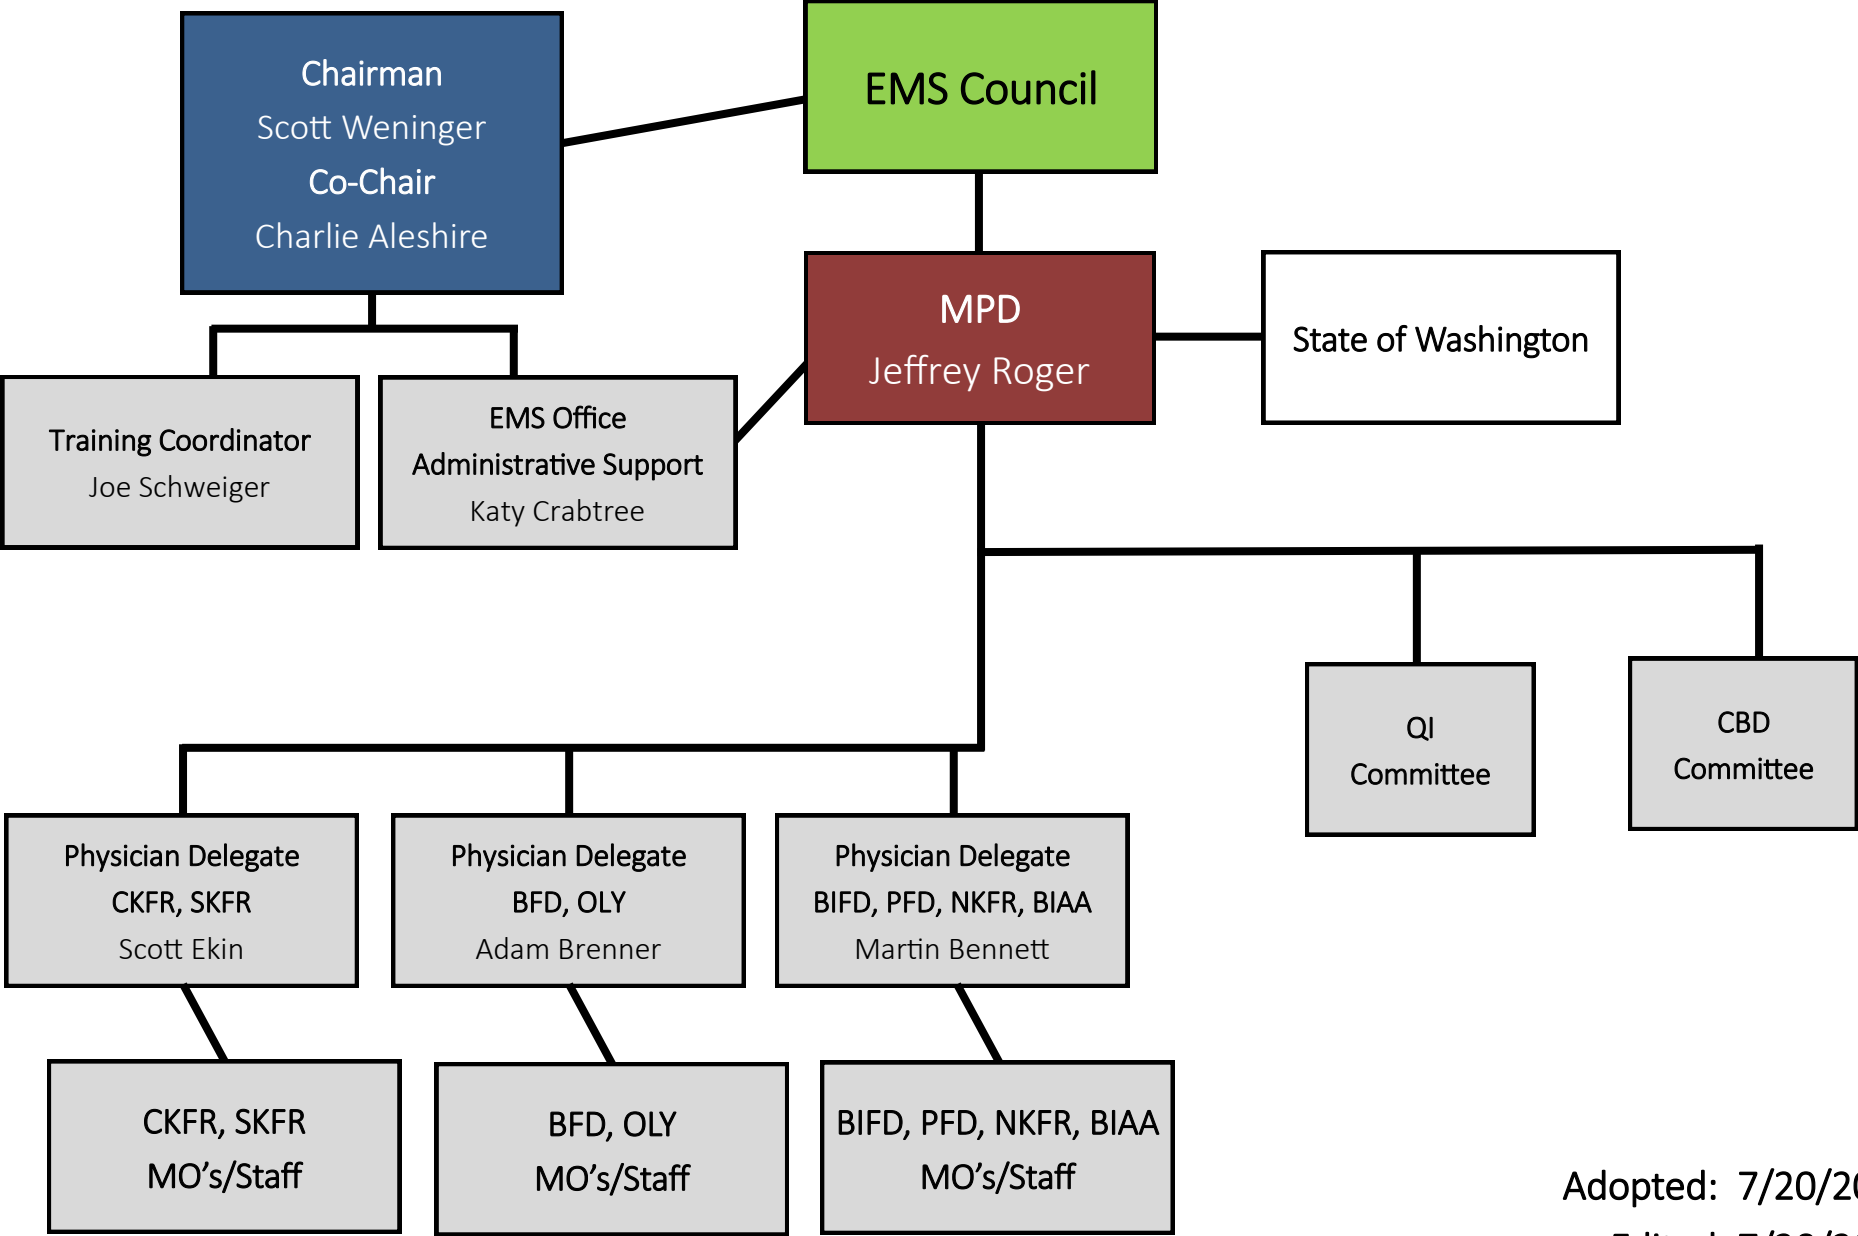 Chairman
Scott Weninger
Co-Chair
Charlie Aleshire
EMS Council
MPD
Jeffrey Roger
State of Washington
Training Coordinator
Joe Schweiger
EMS Office
Administrative Support
Katy Crabtree
QI
Committee
CBD
Committee
Physician Delegate
CKFR, SKFR
Scott Ekin
Physician Delegate
BFD, OLY
Adam Brenner
Physician Delegate
BIFD, PFD, NKFR, BIAA
Martin Bennett
CKFR, SKFR
MO’s/Staff
BFD, OLY
MO’s/Staff
BIFD, PFD, NKFR, BIAA
MO’s/Staff
Adopted: